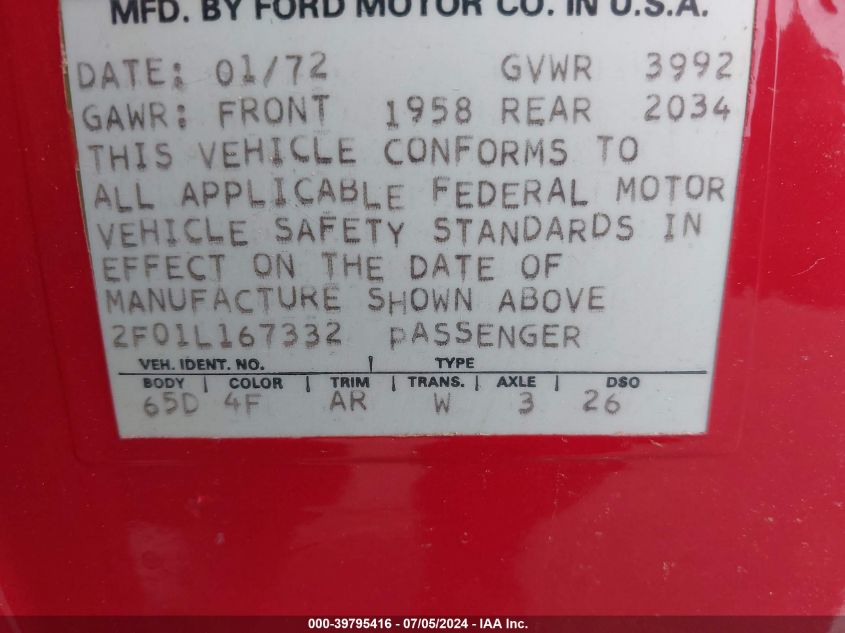 MFD. BY FORD MOTOR CO. IN U.S.A.
DATE: 01/72 GVWR 3992
GAWR: FRONT 1958 REAR 2034
THIS VEHICLE CONFORMS TO
ALL APPLICABLE FEDERAL MOTOR
VEHICLE SAFETY STANDARDS IN
EFFECT ON THE DATE OF
MANUFACTURE SHOWN ABOVE
2F01L167332 PASSENGER
VEH. IDENT. NO. | TYPE
BODY | COLOR | TRIM | TRANS. | AXLE | DSO
65D 4F AR W 3 26
000-39795416 - 07/05/2024 - IAA Inc.